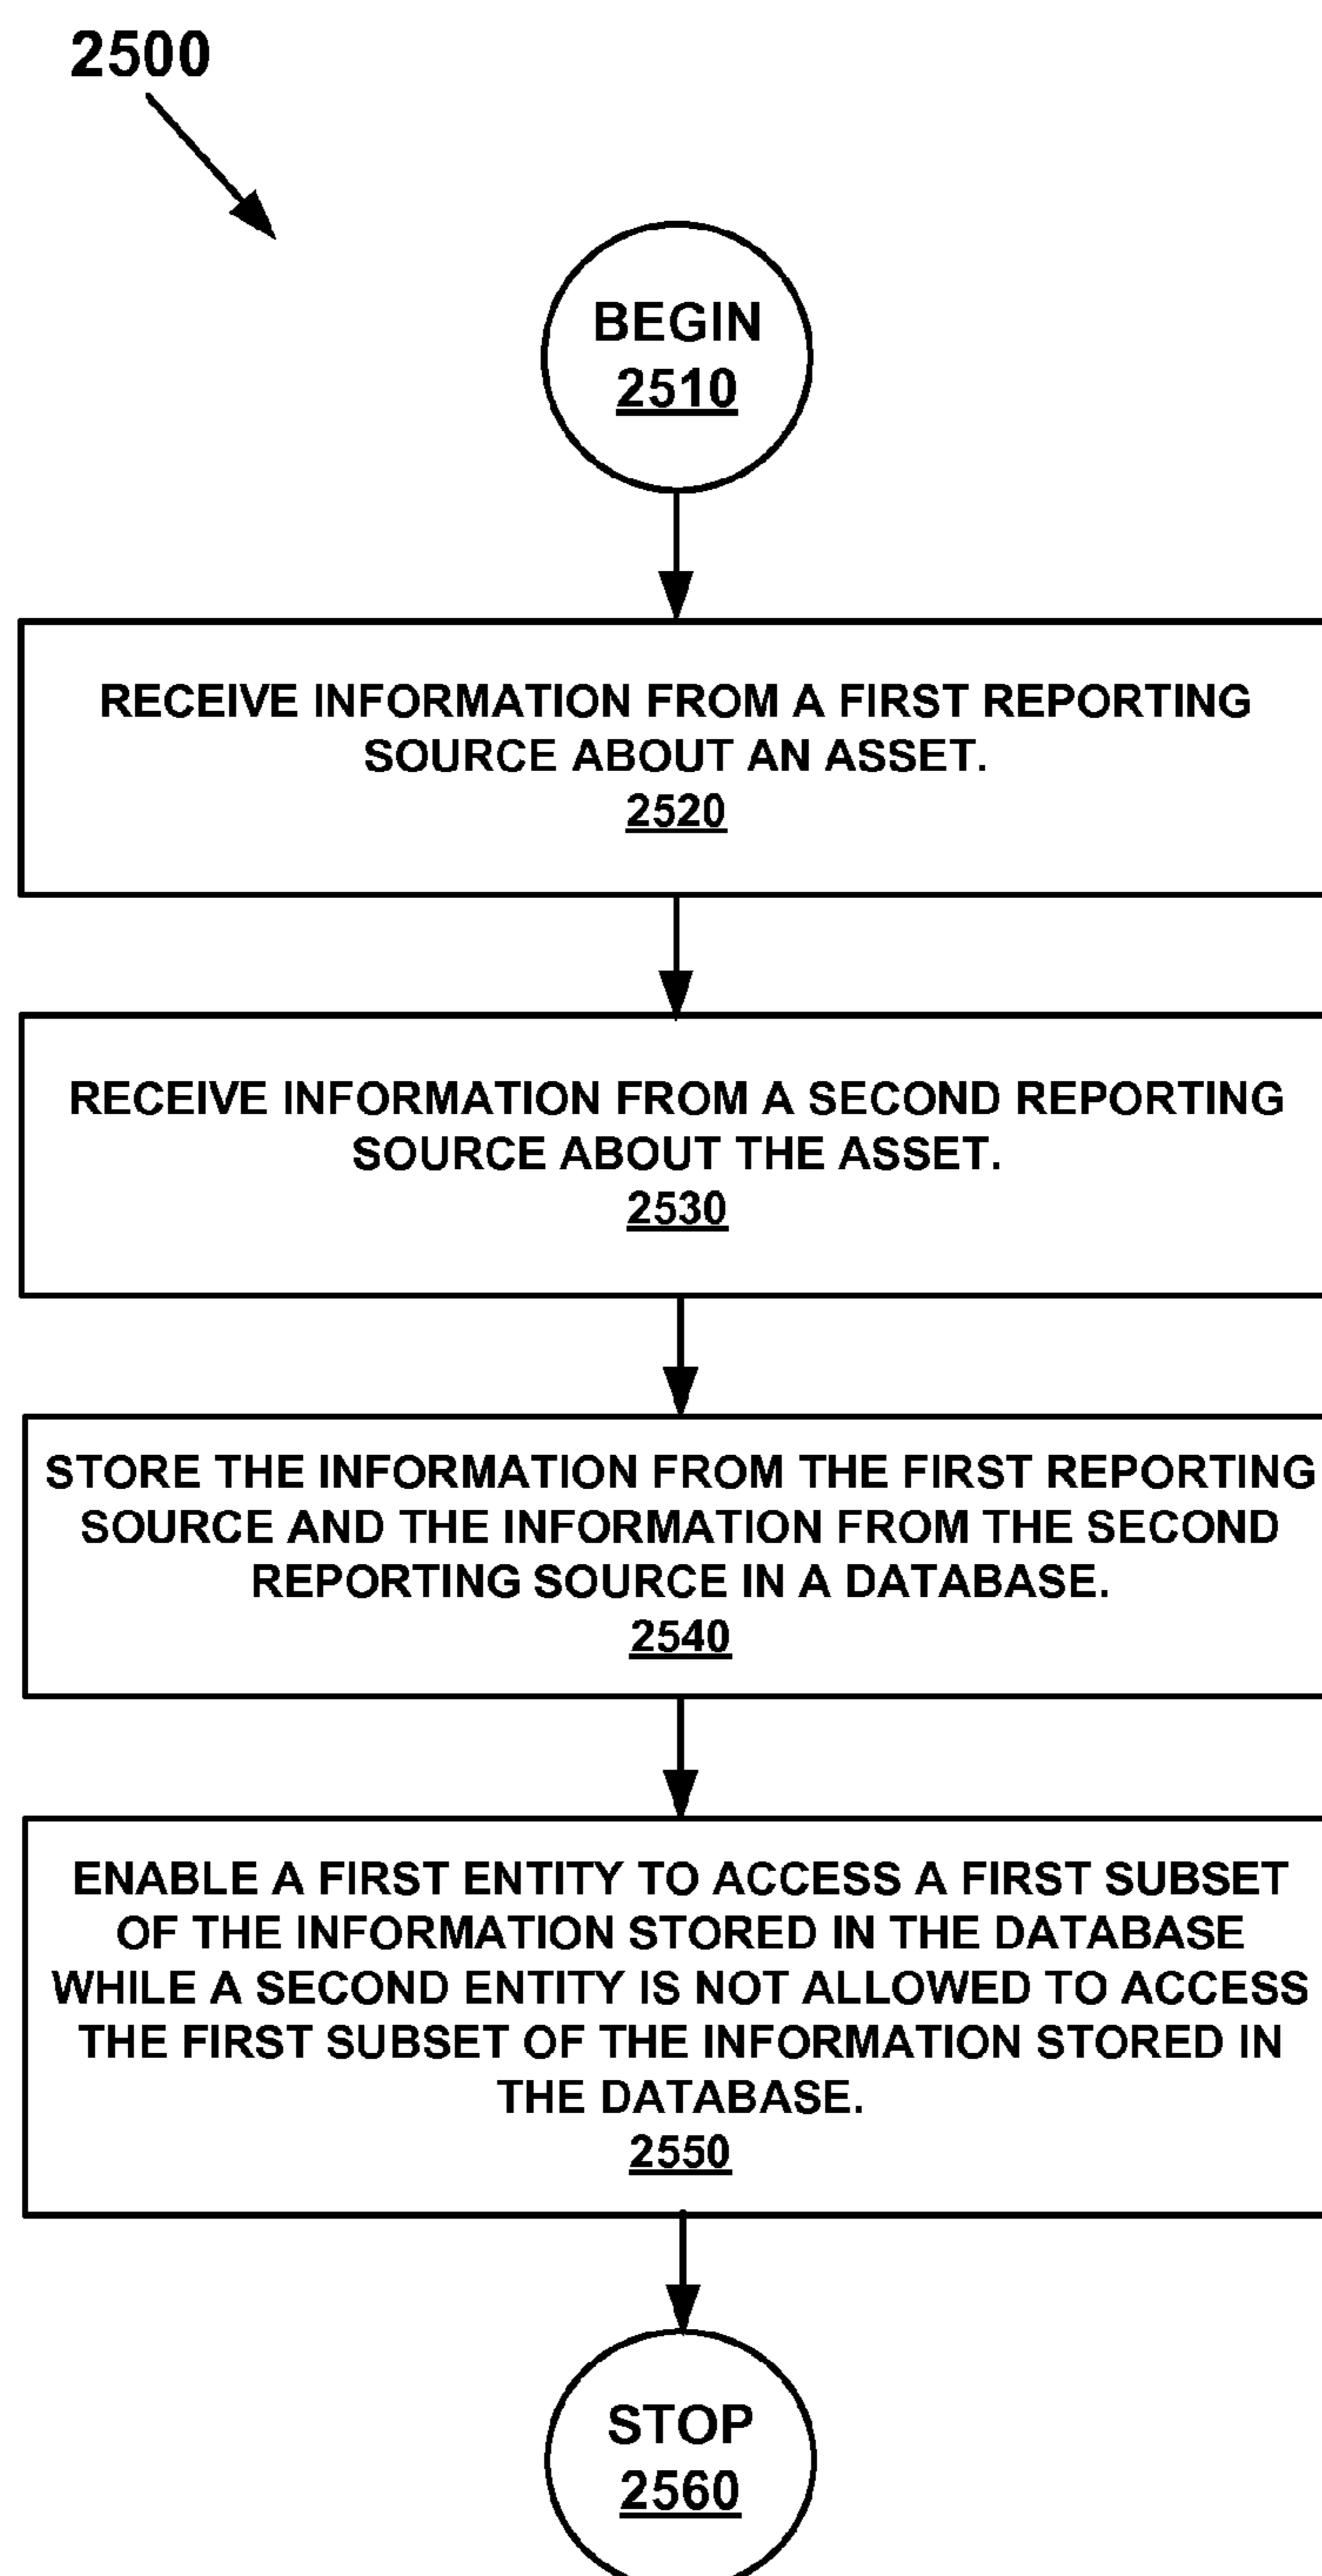 2500
BEGIN
2510
RECEIVE INFORMATION FROM A FIRST REPORTING
SOURCE ABOUT AN ASSET.
2520
RECEIVE INFORMATION FROM A SECOND REPORTING
SOURCE ABOUT THE ASSET.
2530
STORE THE INFORMATION FROM THE FIRST REPORTING
SOURCE AND THE INFORMATION FROM THE SECOND
REPORTING SOURCE IN A DATABASE.
2540
ENABLE A FIRST ENTITY TO ACCESS A FIRST SUBSET
OF THE INFORMATION STORED IN THE DATABASE
WHILE A SECOND ENTITY IS NOT ALLOWED TO ACCESS
THE FIRST SUBSET OF THE INFORMATION STORED IN
THE DATABASE.
2550
STOP
2560